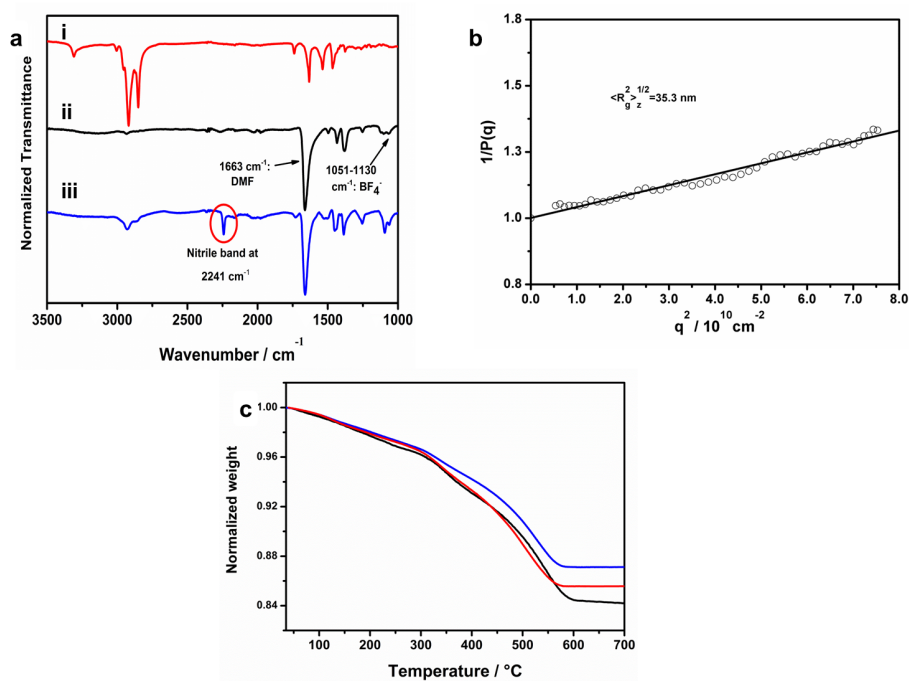 a
i
ii
iii
1663 cm⁻¹:
DMF
1051-1130
cm⁻¹: BF₄⁻
Nitrile band at
2241 cm⁻¹
Normalized Transmittance
3500 3000 2500 2000 1500 1000
Wavenumber / cm⁻¹
b
<R_g²>_z^1/2=35.3 nm
1/P(q)
1.8
1.5
1.3
1.0
0.8
0.0 1.0 2.0 3.0 4.0 5.0 6.0 7.0 8.0
q² / 10¹⁰ cm⁻²
c
Normalized weight
1.00
0.96
0.92
0.88
0.84
100 200 300 400 500 600 700
Temperature / °C